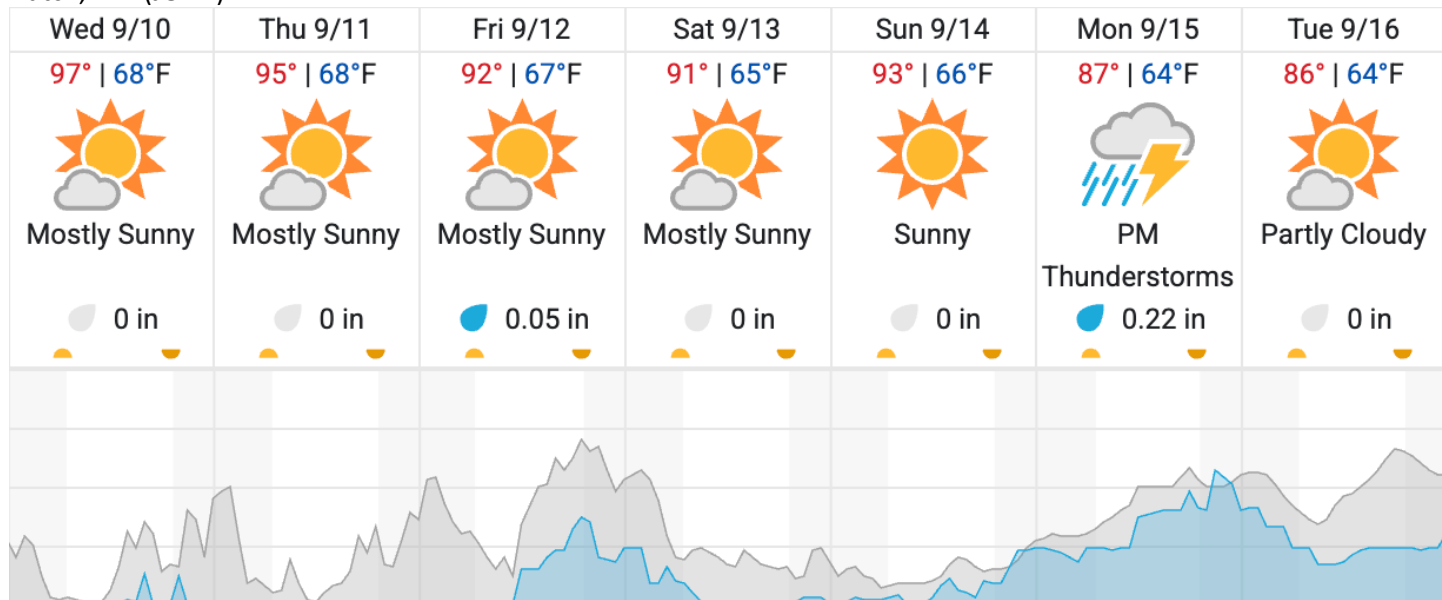 Wed 9/10
Thu 9/11
Fri 9/12
Sat 9/13
Sun 9/14
Mon 9/15
Tue 9/16
97° | 68°F
95° | 68°F
92° | 67°F
91° | 65°F
93° | 66°F
87° | 64°F
86° | 64°F
Mostly Sunny
Mostly Sunny
Mostly Sunny
Mostly Sunny
Sunny
PM
Thunderstorms
Partly Cloudy
0 in
0 in
0.05 in
0 in
0 in
0.22 in
0 in